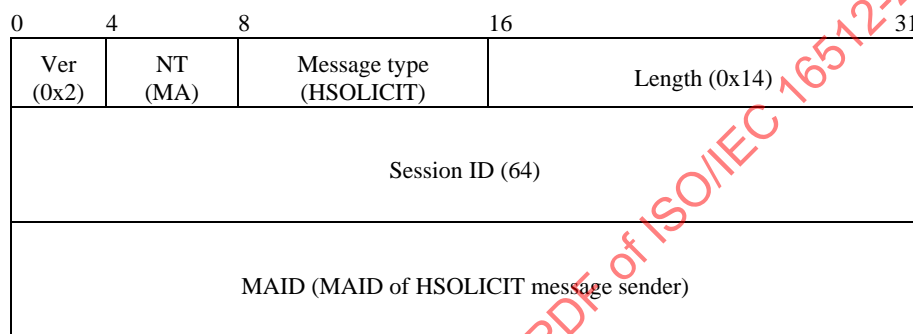 0 4 8 16 31
Ver NT Message type Length (0x14)
(0x2) (MA) (HSOLICIT)
Session ID (64)
MAID (MAID of HSOLICIT message sender)
PDF of ISO/IEC 16512-2